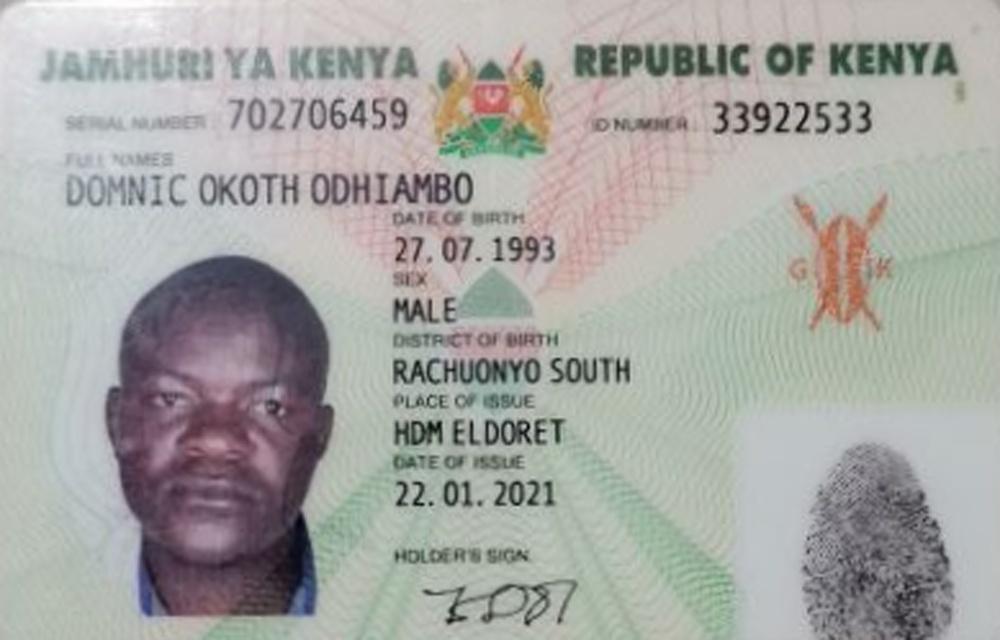 JAMHURI YA KENYA REPUBLIC OF KENYA
SERIAL NUMBER : 702706459 ID NUMBER : 33922533
FULL NAMES
DOMNIC OKOTH ODHIAMBO
DATE OF BIRTH
27. 07. 1993
SEX
MALE
DISTRICT OF BIRTH
RACHUONYO SOUTH
PLACE OF ISSUE
HDM ELDORET
DATE OF ISSUE
22. 01. 2021
HOLDER'S SIGN.
G K